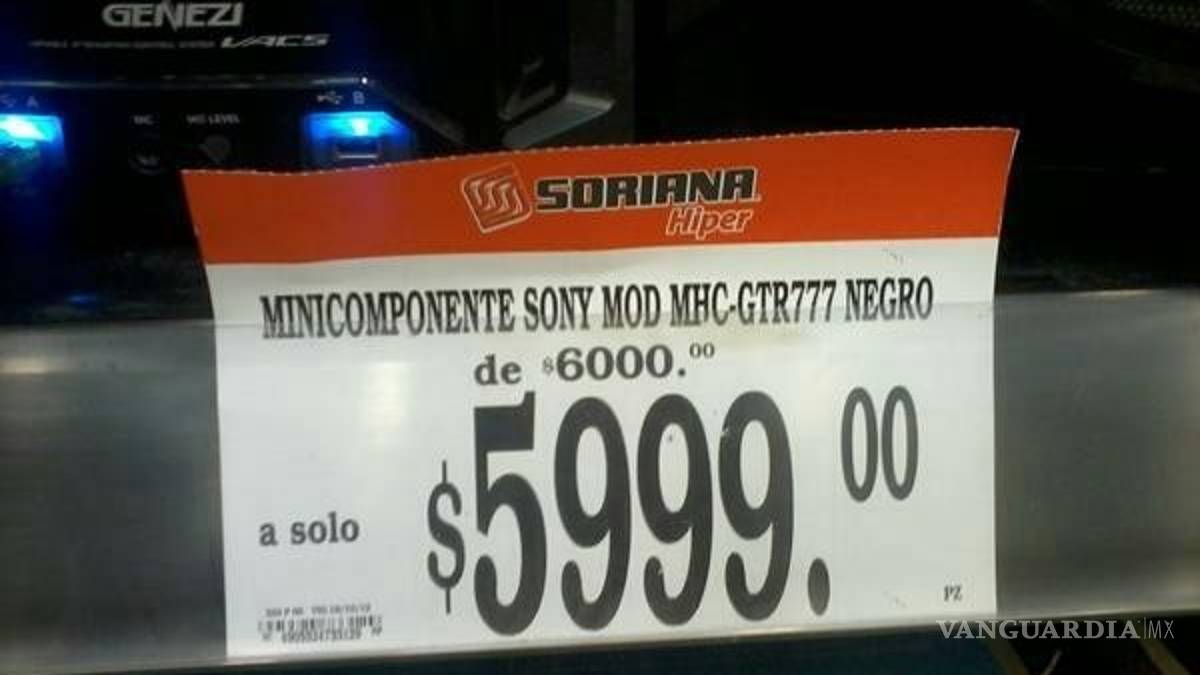 GENEZI
VACS
A
B
MIC
MIC LEVEL
SORIANA
Hiper
MINICOMPONENTE SONY MOD MHC-GTR777 NEGRO
de $6000.00
a solo $5999.00
PZ
VANGUARDIA|MX